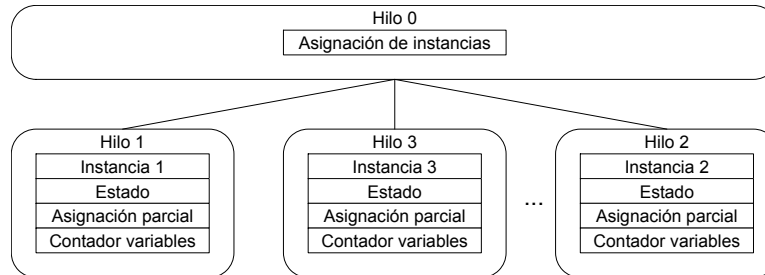 Hilo 0
Asignación de instancias
Hilo 1
Instancia 1
Estado
Asignación parcial
Contador variables
Hilo 3
Instancia 3
Estado
Asignación parcial
Contador variables
...
Hilo 2
Instancia 2
Estado
Asignación parcial
Contador variables